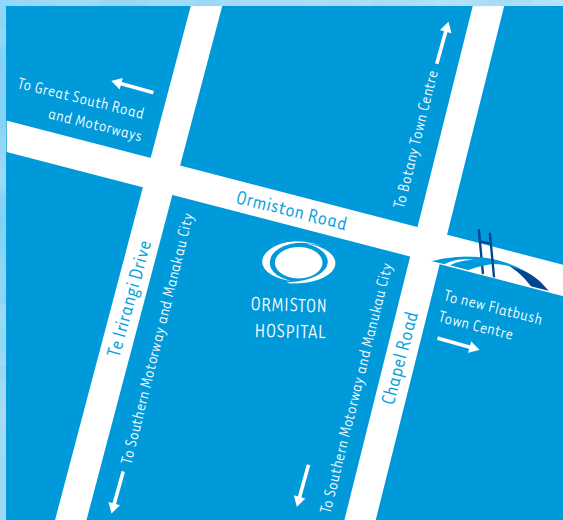 To Great South Road
and Motorways
To Botany Town Centre
Ormiston Road
Te Irirangi Drive
To Southern Motorway and Manakau City
ORMISTON
HOSPITAL
To Southern Motorway and Manukau City
Chapel Road
To new Flatbush
Town Centre